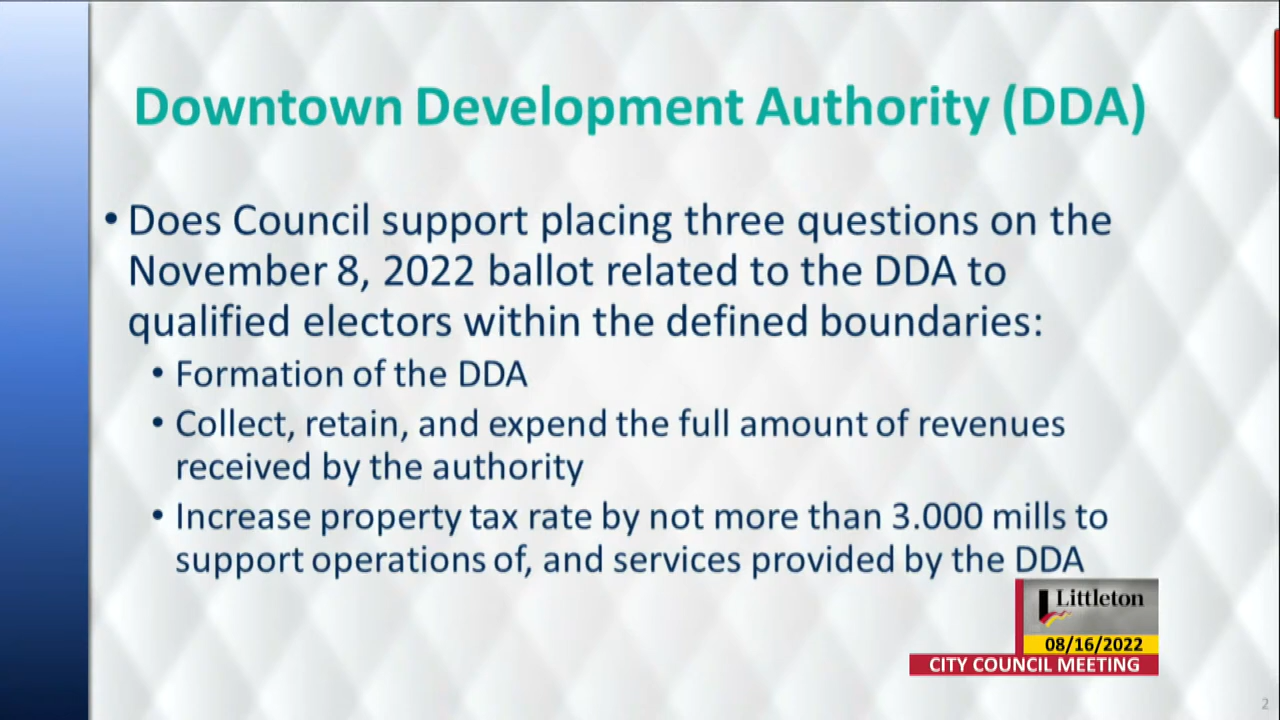 Downtown Development Authority (DDA)
• Does Council support placing three questions on the
November 8, 2022 ballot related to the DDA to
qualified electors within the defined boundaries:
• Formation of the DDA
• Collect, retain, and expend the full amount of revenues
received by the authority
• Increase property tax rate by not more than 3.000 mills to
support operations of, and services provided by the DDA
Littleton
08/16/2022
CITY COUNCIL MEETING
2